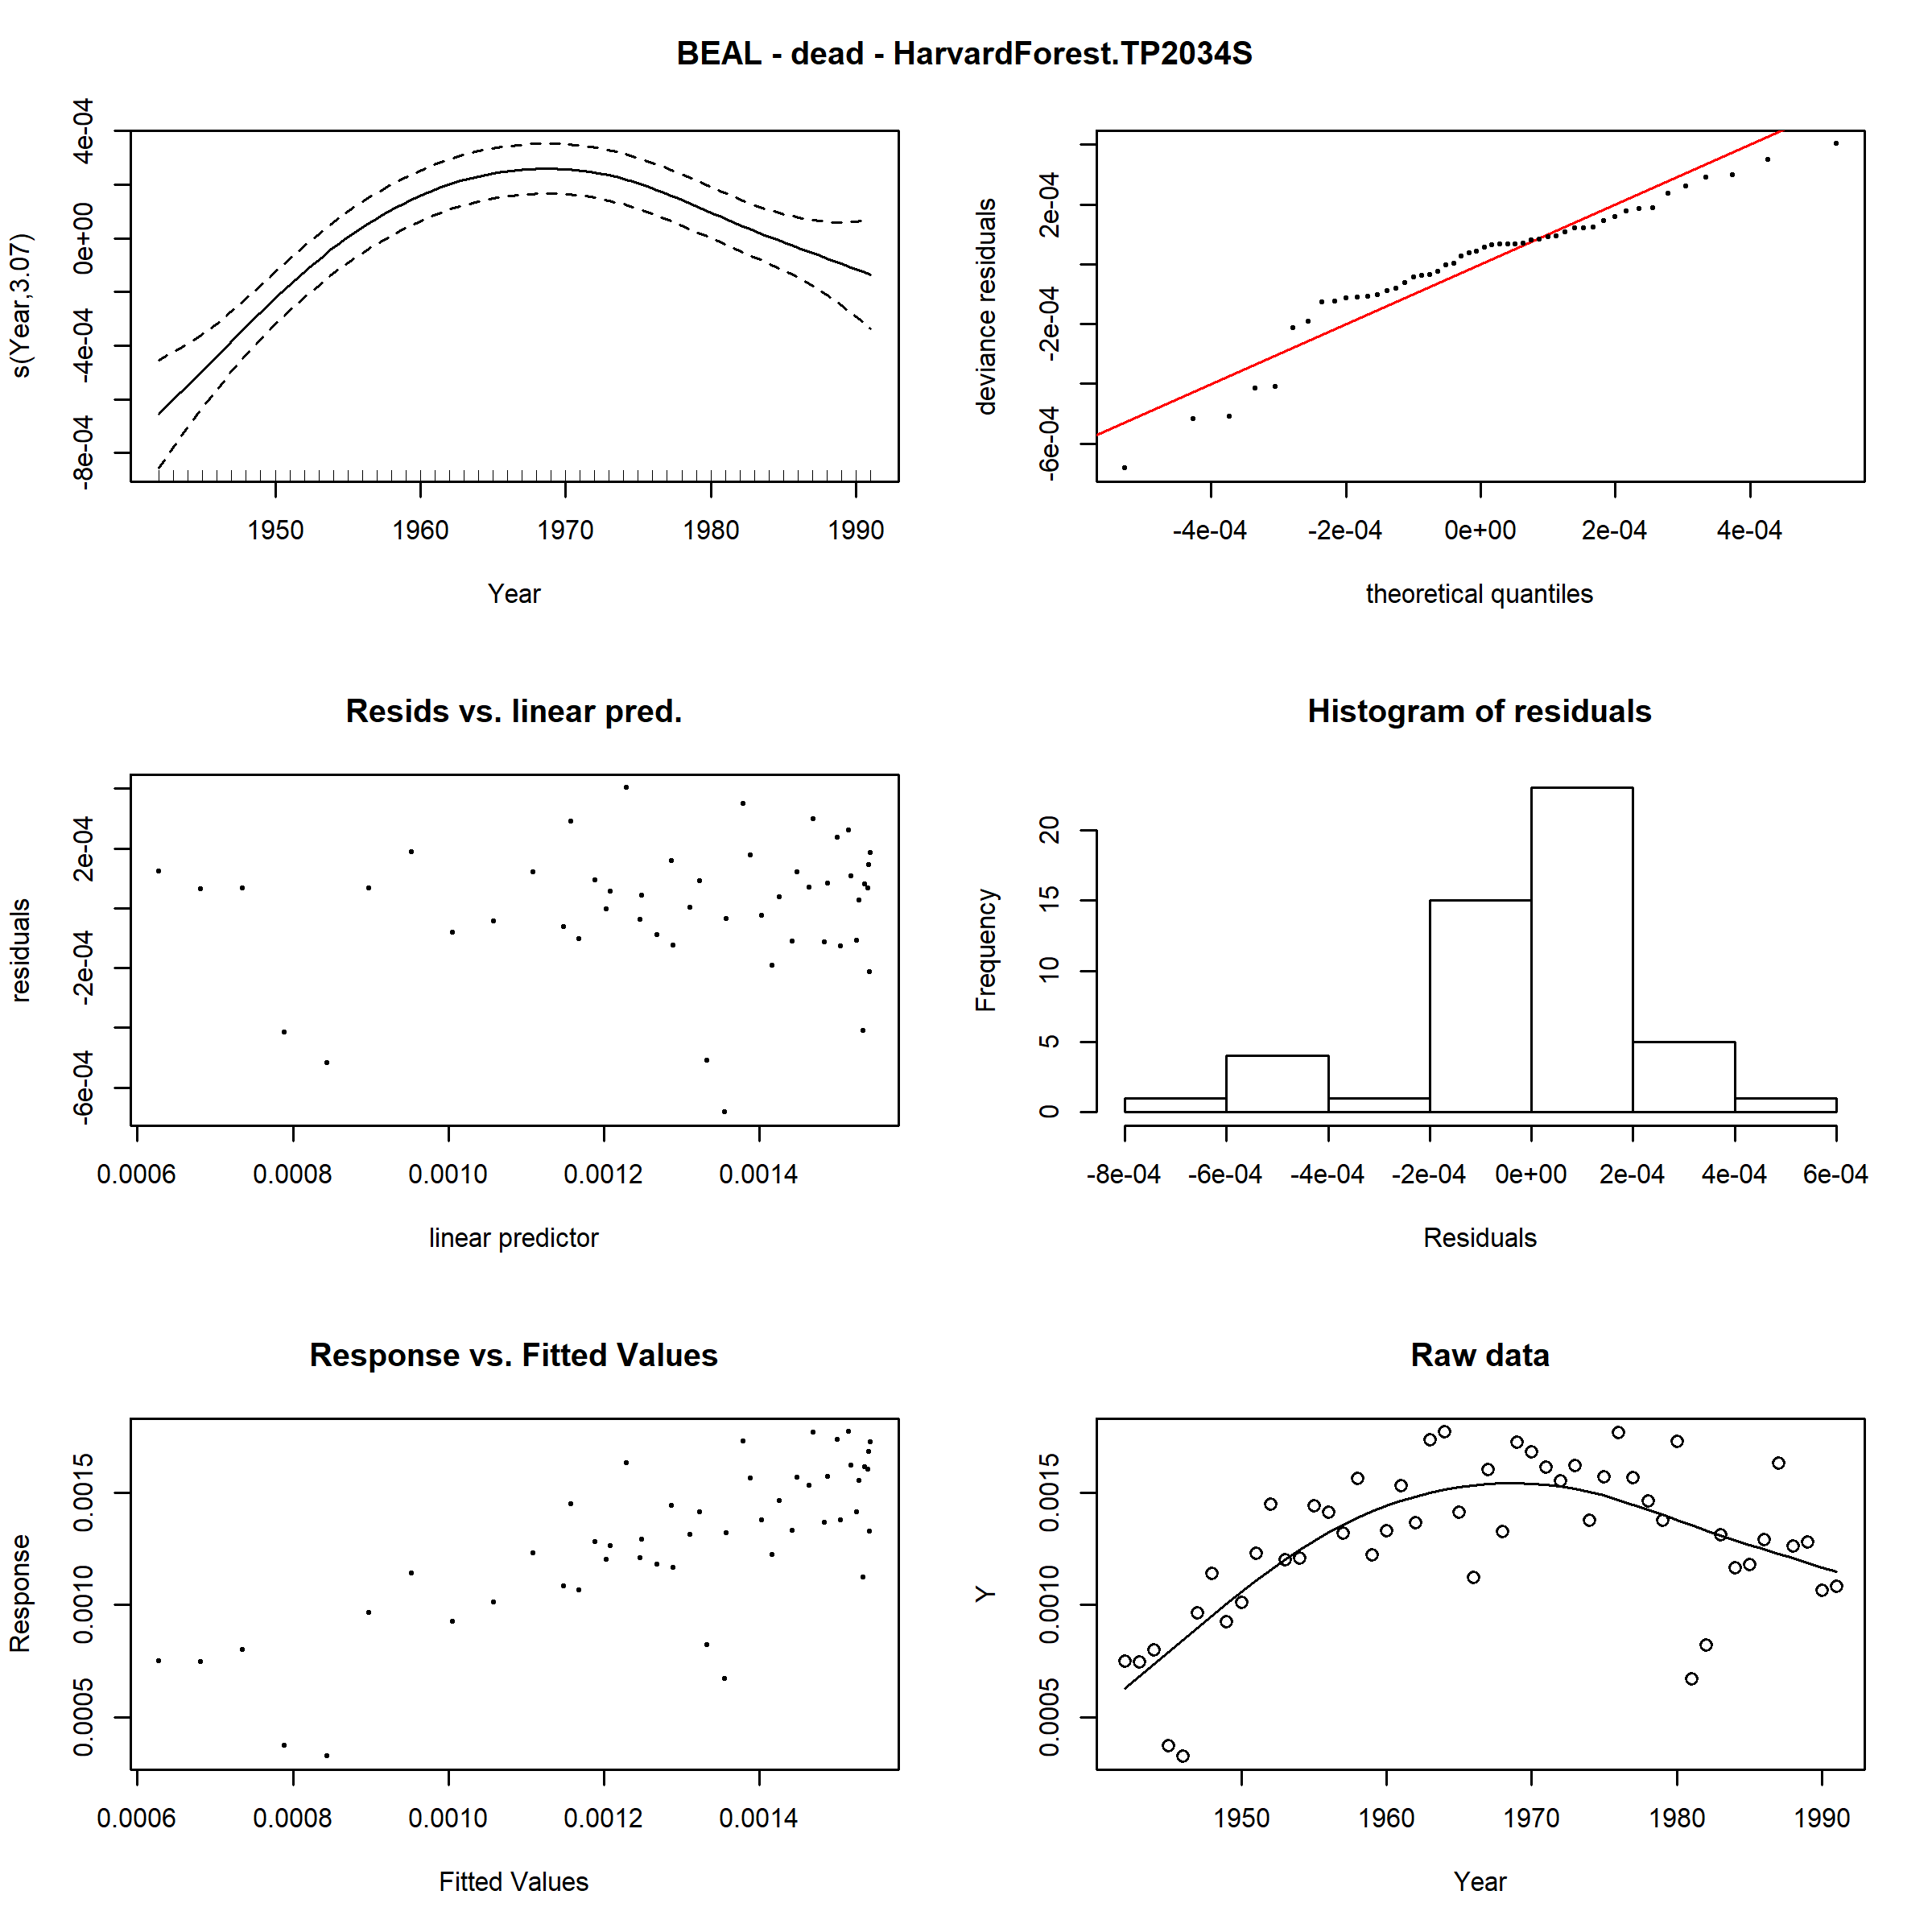 BEAL - dead - HarvardForest.TP2034S
s(Year,3.07)
-8e-04 -4e-04 0e+00 4e-04
1950 1960 1970 1980 1990
Year
deviance residuals
-6e-04 -2e-04 2e-04
-4e-04 -2e-04 0e+00 2e-04 4e-04
theoretical quantiles
Resids vs. linear pred.
residuals
-6e-04 -2e-04 2e-04
0.0006 0.0008 0.0010 0.0012 0.0014
linear predictor
Histogram of residuals
Frequency
0 5 10 15 20
-8e-04 -6e-04 -4e-04 -2e-04 0e+00 2e-04 4e-04 6e-04
Residuals
Response vs. Fitted Values
Response
0.0005 0.0010 0.0015
0.0006 0.0008 0.0010 0.0012 0.0014
Fitted Values
Raw data
Y
0.0005 0.0010 0.0015
1950 1960 1970 1980 1990
Year